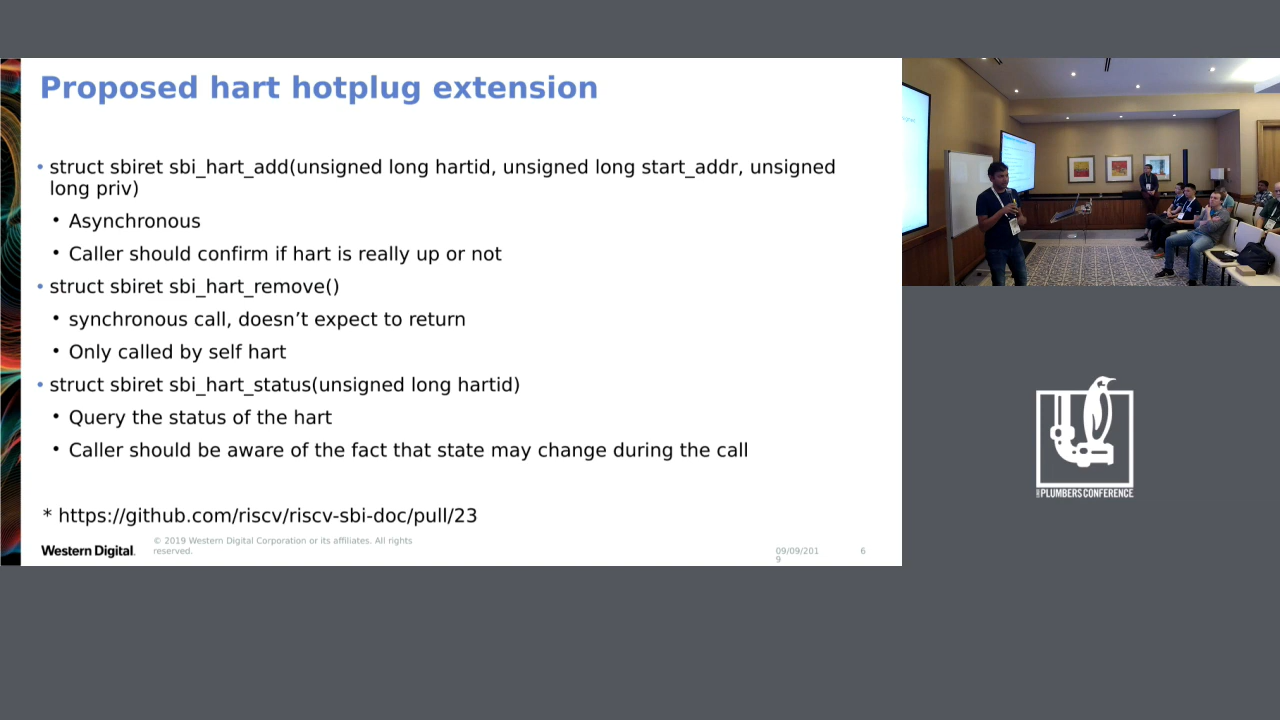 Proposed hart hotplug extension
• struct sbiret sbi_hart_add(unsigned long hartid, unsigned long start_addr, unsigned
long priv)
• Asynchronous
• Caller should confirm if hart is really up or not
• struct sbiret sbi_hart_remove()
• synchronous call, doesn’t expect to return
• Only called by self hart
• struct sbiret sbi_hart_status(unsigned long hartid)
• Query the status of the hart
• Caller should be aware of the fact that state may change during the call
* https://github.com/riscv/riscv-sbi-doc/pull/23
Western Digital.
© 2019 Western Digital Corporation or its affiliates. All rights
reserved.
09/09/201
9
6
PLUMBERS CONFERENCE